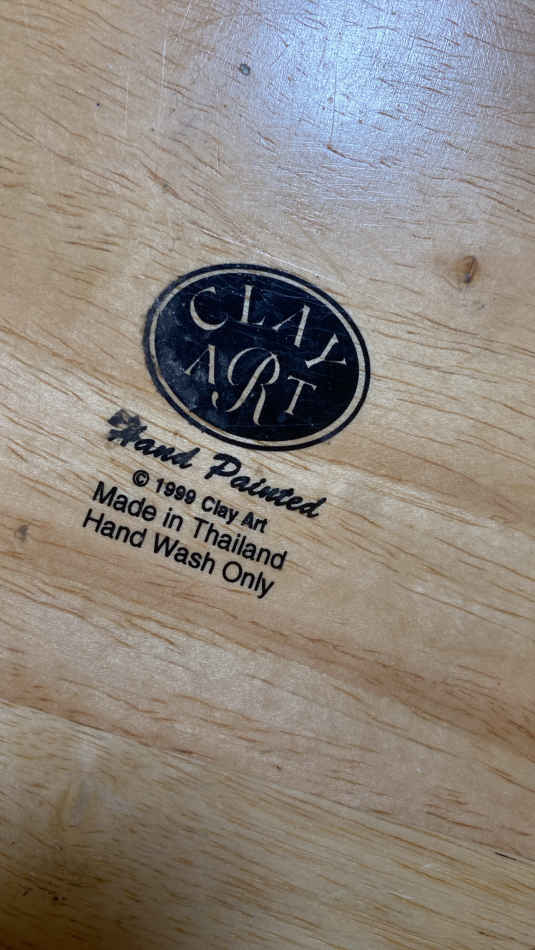 CLAY
ART
Hand Painted
© 1999 Clay Art
Made in Thailand
Hand Wash Only